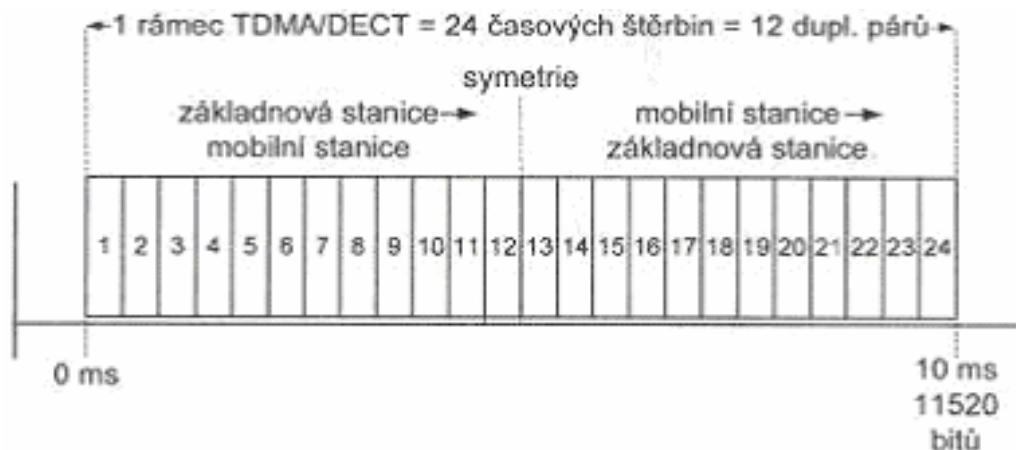 1 rámec TDMA/DECT = 24 časových štěrbin = 12 dupl. párů
symetrie
základnová stanice→
mobilní stanice
mobilní stanice→
základnová stanice
1 2 3 4 5 6 7 8 9 10 11 12 13 14 15 16 17 18 19 20 21 22 23 24
0 ms
10 ms
11520
bitů